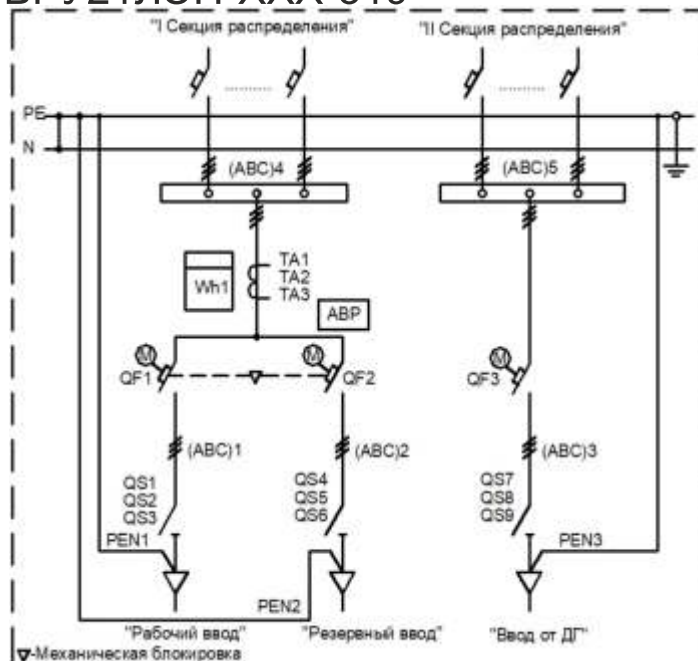 "I Секция распределения" "II Секция распределения"
PE
N
(ABC)4 (ABC)5
TA1
Wh1 TA2
TA3
АВР
M M M
QF1 QF2 QF3
(ABC)1 (ABC)2 (ABC)3
QS1 QS4 QS7
QS2 QS5 QS8
QS3 QS6 QS9
PEN1 PEN3
PEN2
"Рабочий ввод" "Резервный ввод" "Ввод от ДГ"
-Механическая блокировка